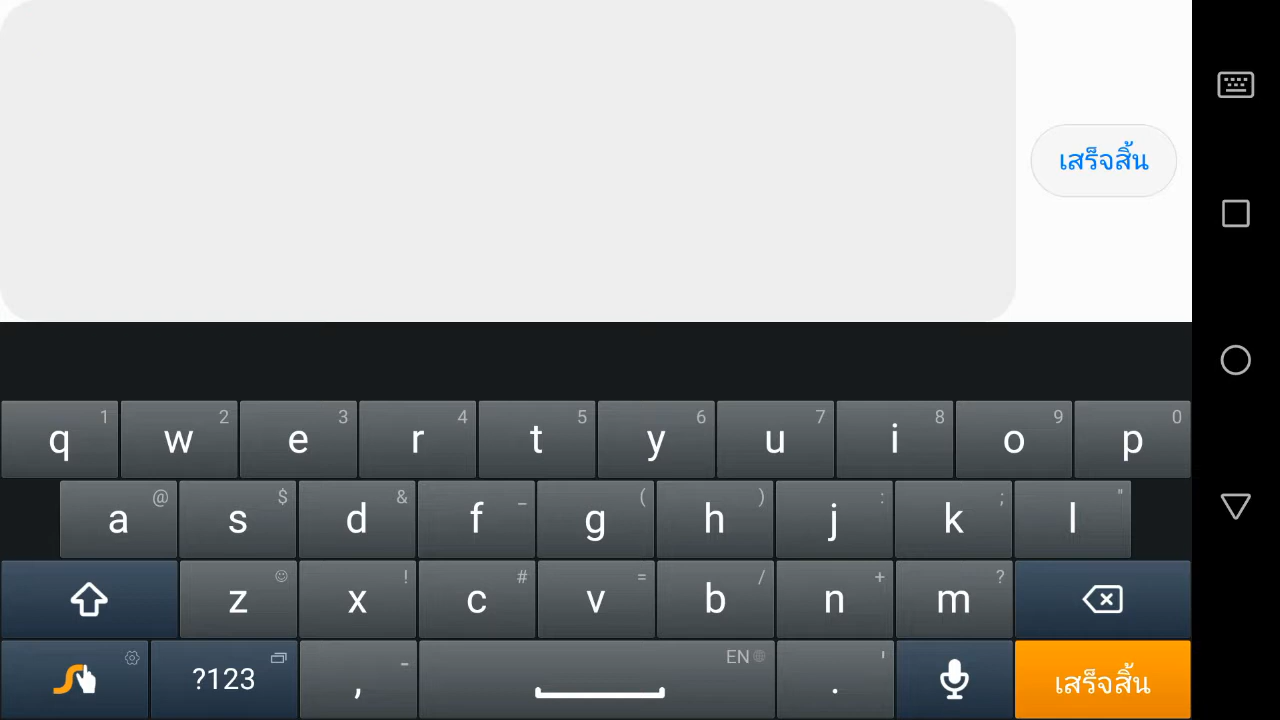 เสร็จสิ้น
q 1 w 2 e 3 r 4 t 5 y 6 u 7 i 8 o 9 p 0
a @ s $ d & f _ g ( h ) j : k ; l "
z x ! c # v = b / n + m ?
?123 , - EN . ' เสร็จสิ้น